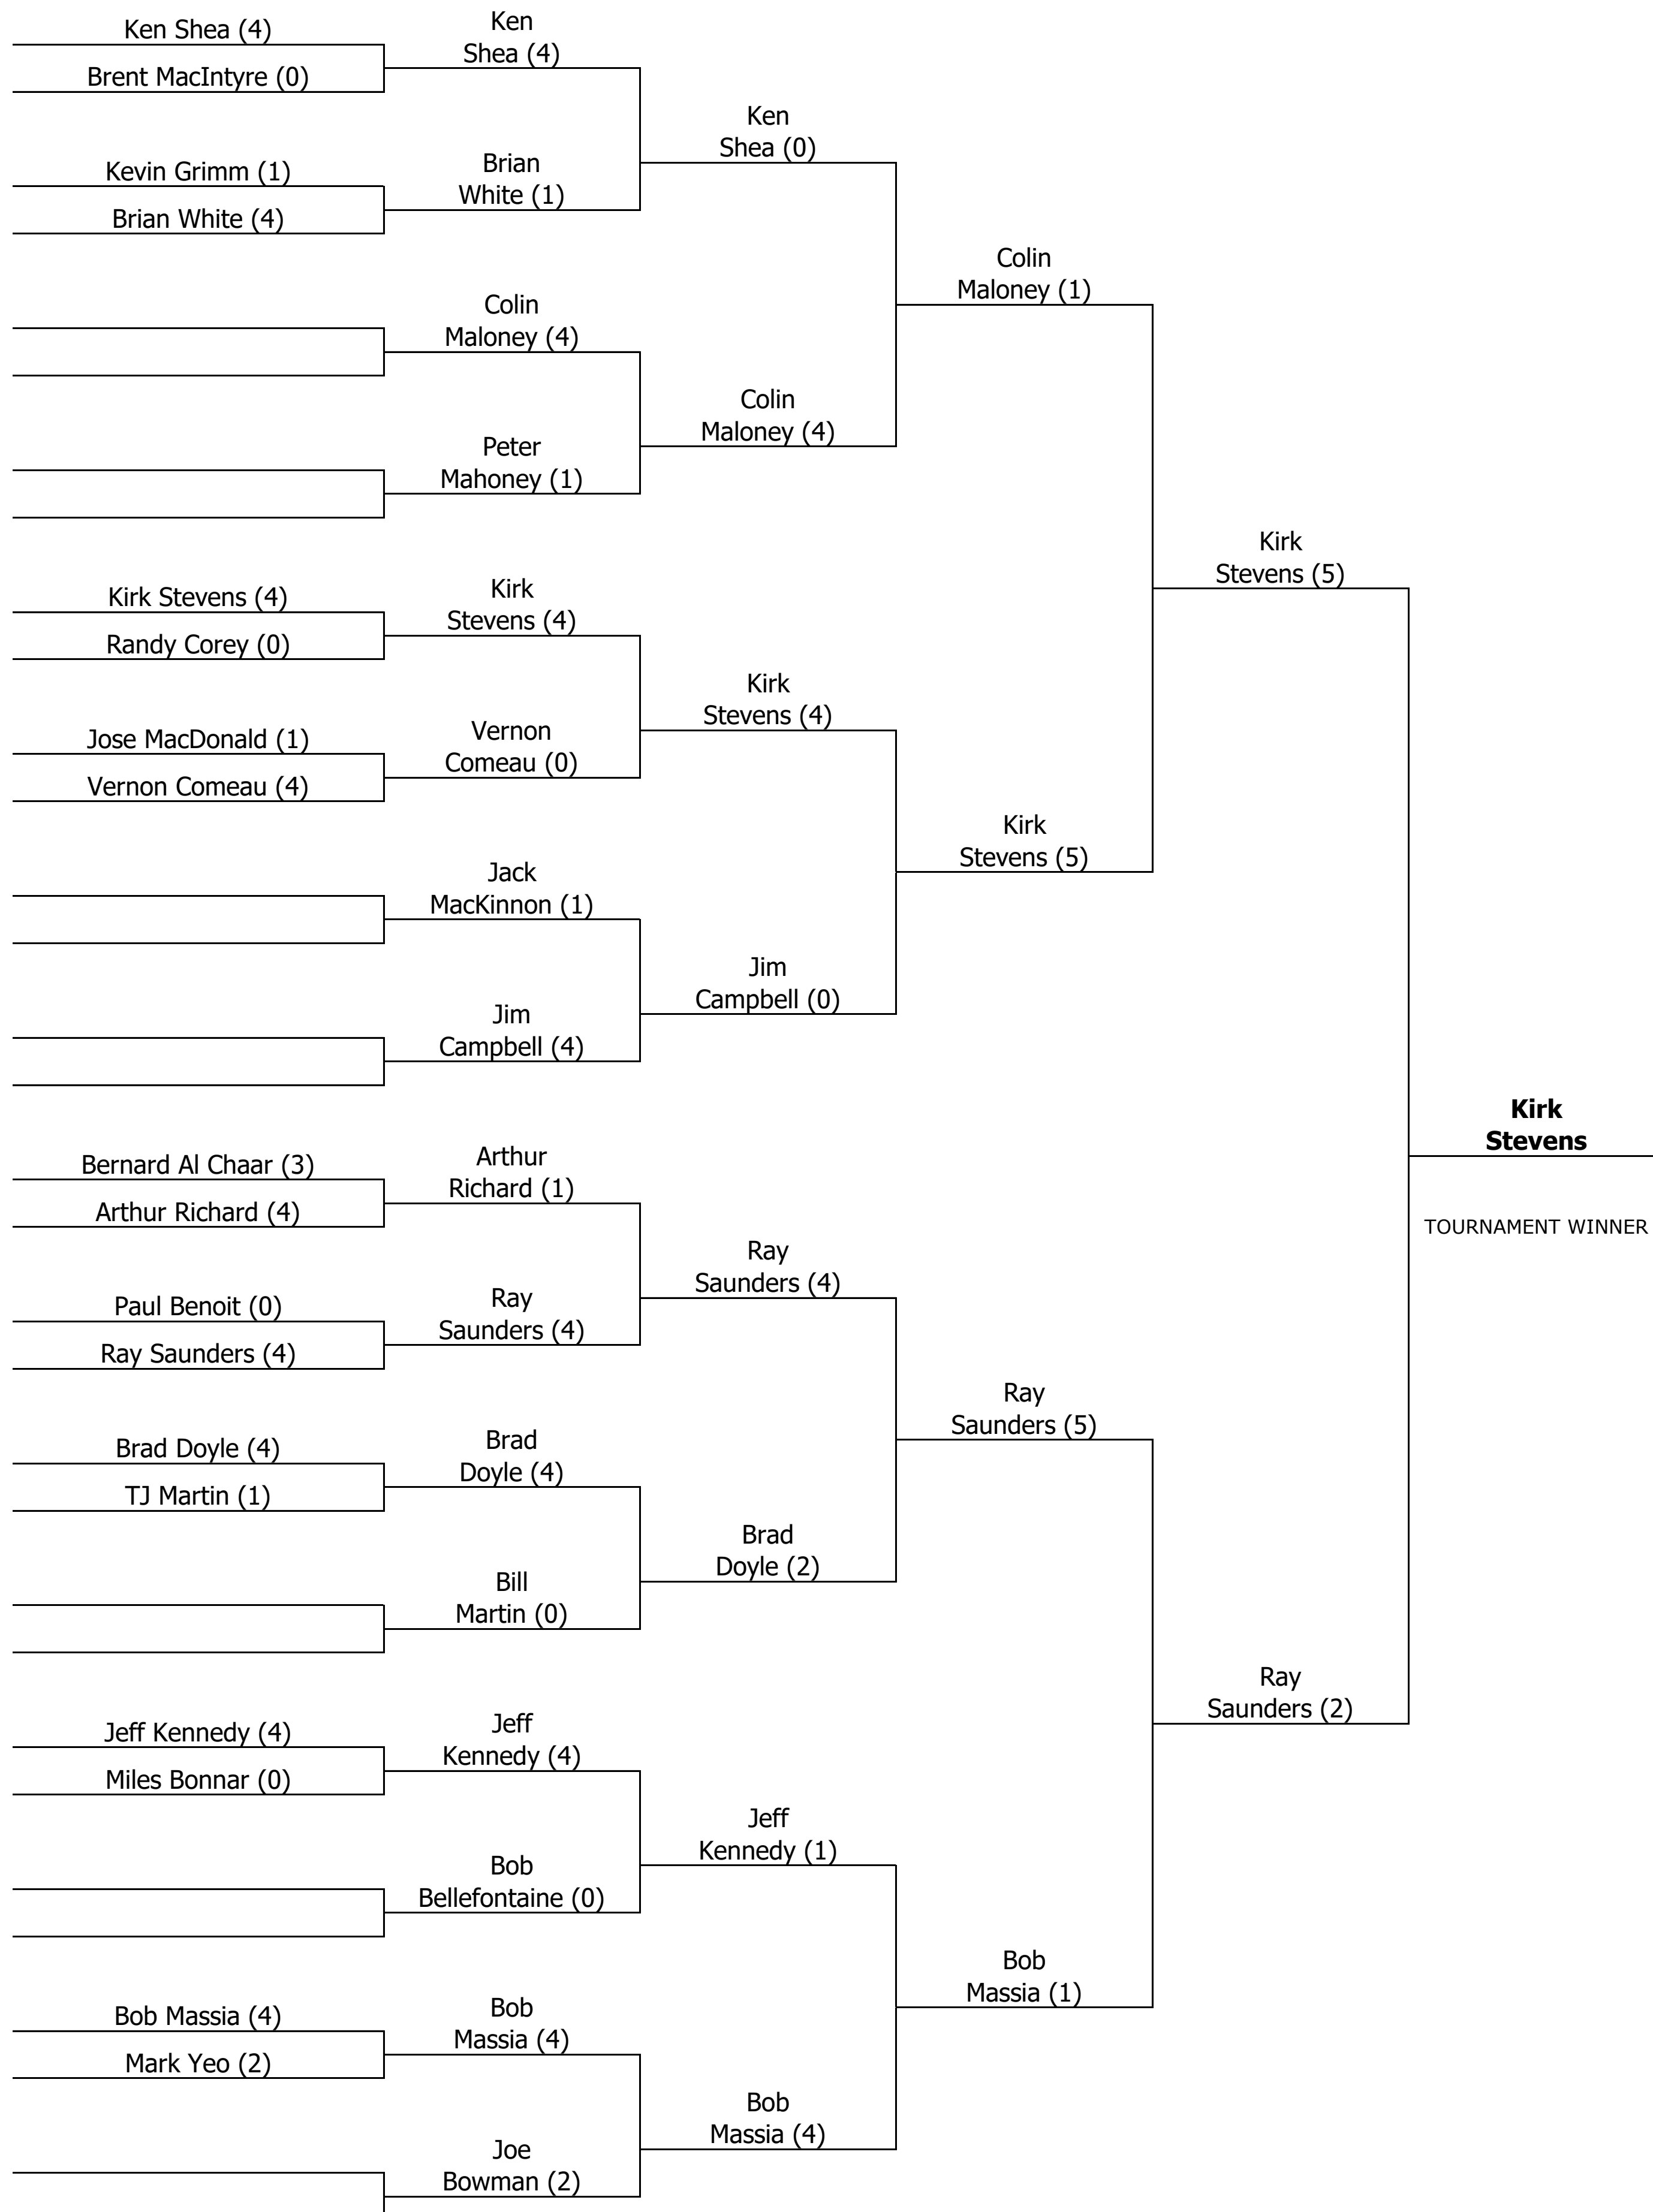 Ken Shea (4)
Brent MacIntyre (0)
Kevin Grimm (1)
Brian White (4)
Kirk Stevens (4)
Randy Corey (0)
Jose MacDonald (1)
Vernon Comeau (4)
Bernard Al Chaar (3)
Arthur Richard (4)
Paul Benoit (0)
Ray Saunders (4)
Brad Doyle (4)
TJ Martin (1)
Jeff Kennedy (4)
Miles Bonnar (0)
Bob Massia (4)
Mark Yeo (2)
Ken
Shea (4)
Brian
White (1)
Colin
Maloney (4)
Peter
Mahoney (1)
Kirk
Stevens (4)
Vernon
Comeau (0)
Jack
MacKinnon (1)
Jim
Campbell (4)
Arthur
Richard (1)
Ray
Saunders (4)
Brad
Doyle (4)
Bill
Martin (0)
Jeff
Kennedy (4)
Bob
Bellefontaine (0)
Bob
Massia (4)
Joe
Bowman (2)
Ken
Shea (0)
Colin
Maloney (4)
Kirk
Stevens (4)
Jim
Campbell (0)
Ray
Saunders (4)
Brad
Doyle (2)
Jeff
Kennedy (1)
Bob
Massia (4)
Colin
Maloney (1)
Kirk
Stevens (5)
Ray
Saunders (5)
Bob
Massia (1)
Kirk
Stevens (5)
Ray
Saunders (2)
Kirk
Stevens
TOURNAMENT WINNER